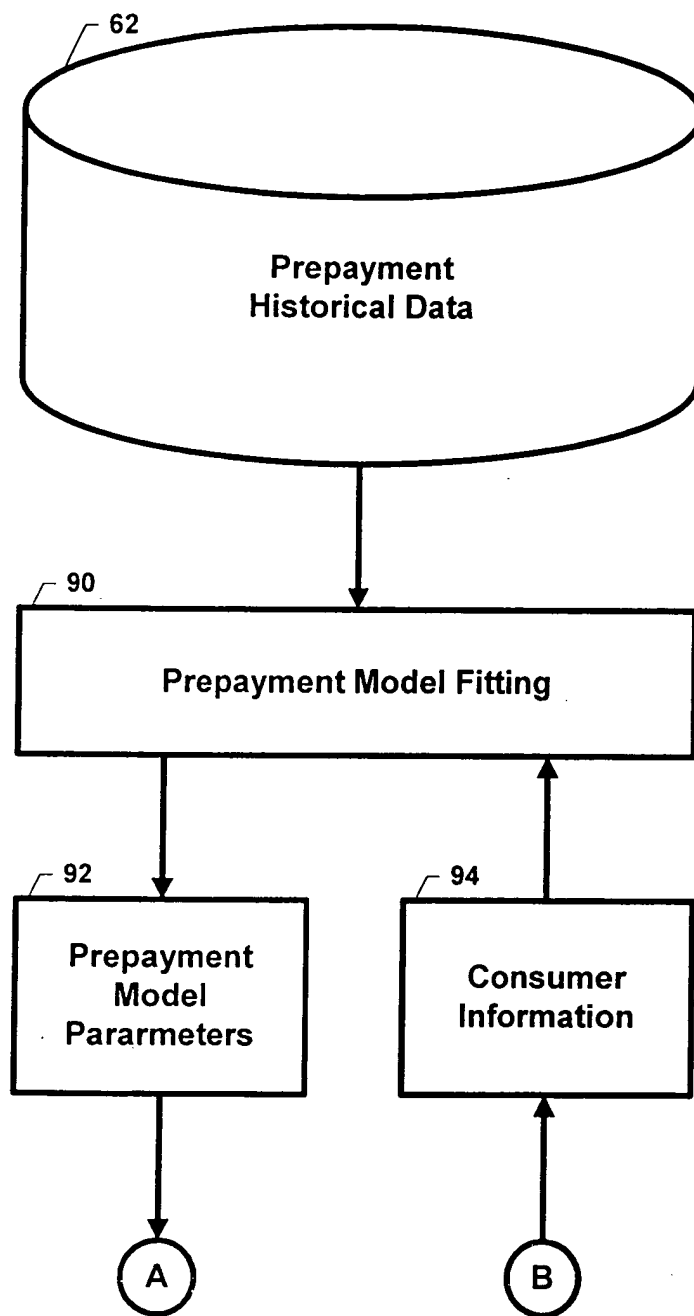 62
Prepayment
Historical Data
90
Prepayment Model Fitting
92
Prepayment
Model
Pararmeters
94
Consumer
Information
A
B